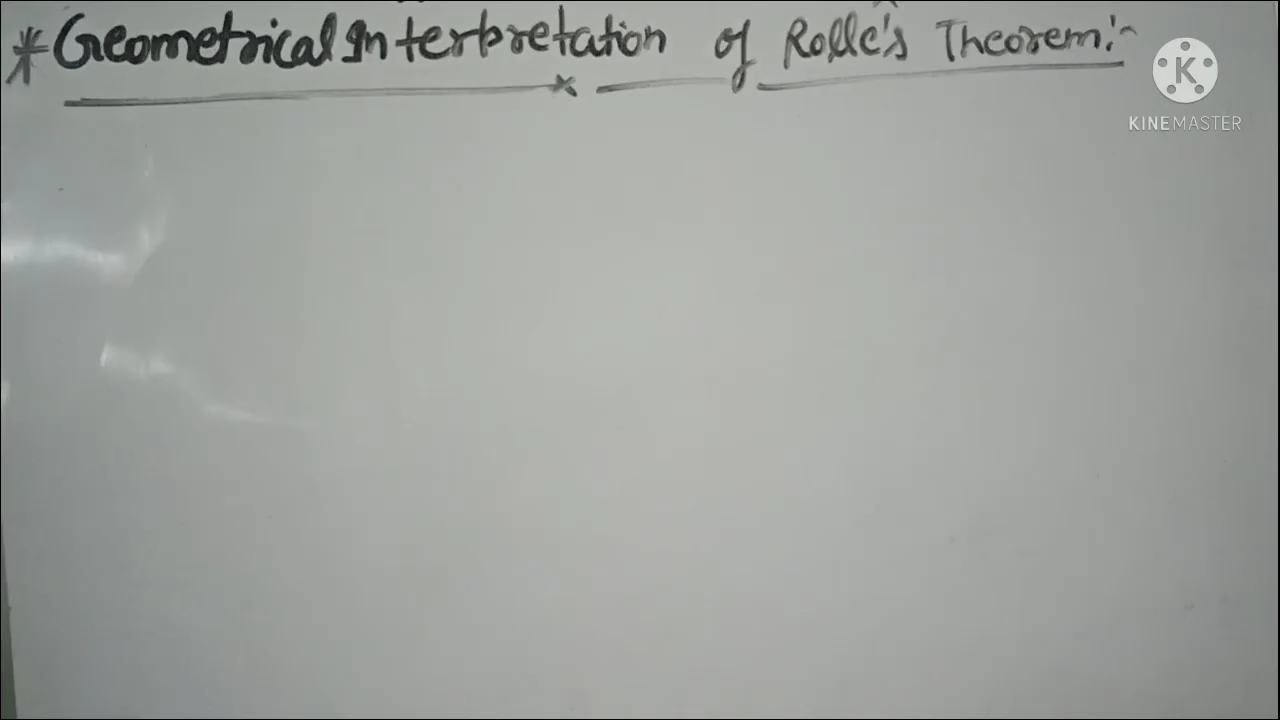 * Geometrical Interpretation of Rolle's Theorem:-
K
KINEMASTER